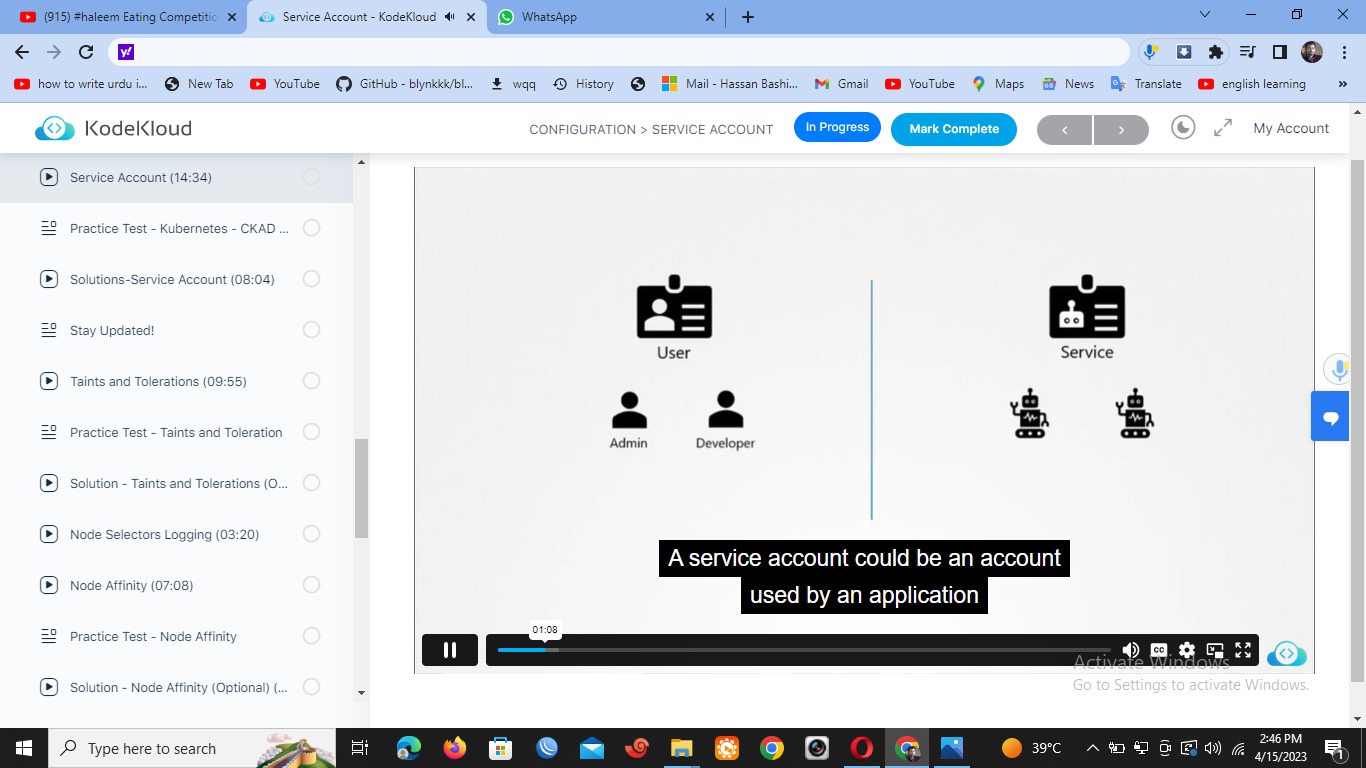 (915) #haleem Eating Competitio
Service Account - KodeKloud
WhatsApp
y!
how to write urdu i...
New Tab
YouTube
GitHub - blynkkk/bl...
wqq
History
Mail - Hassan Bashi...
Gmail
YouTube
Maps
News
Translate
english learning
»
KodeKloud
CONFIGURATION > SERVICE ACCOUNT
In Progress
Mark Complete
<
>
My Account
Service Account (14:34)
Practice Test - Kubernetes - CKAD ...
Solutions-Service Account (08:04)
Stay Updated!
Taints and Tolerations (09:55)
Practice Test - Taints and Toleration
Solution - Taints and Tolerations (O...
Node Selectors Logging (03:20)
Node Affinity (07:08)
Practice Test - Node Affinity
Solution - Node Affinity (Optional) (...
User
Service
Admin
Developer
A service account could be an account
used by an application
01:08
CC
Activate Windows
Go to Settings to activate Windows.
Type here to search
39°C
2:46 PM
4/15/2023
1